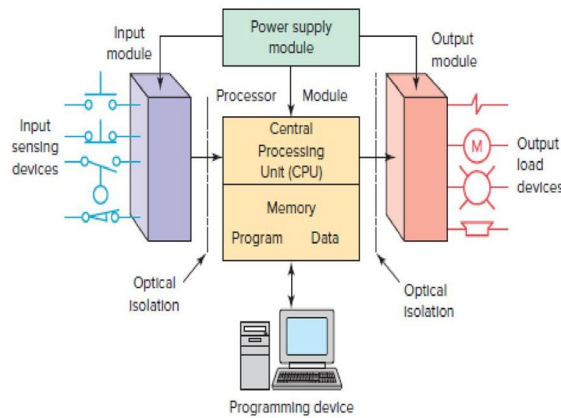 Input
module
Power supply
module
Output
module
Processor
Module
Input
sensing
devices
Central
Processing
Unit (CPU)
M
Output
load
devices
Memory
Program
Data
Optical
isolation
Optical
isolation
Programming device